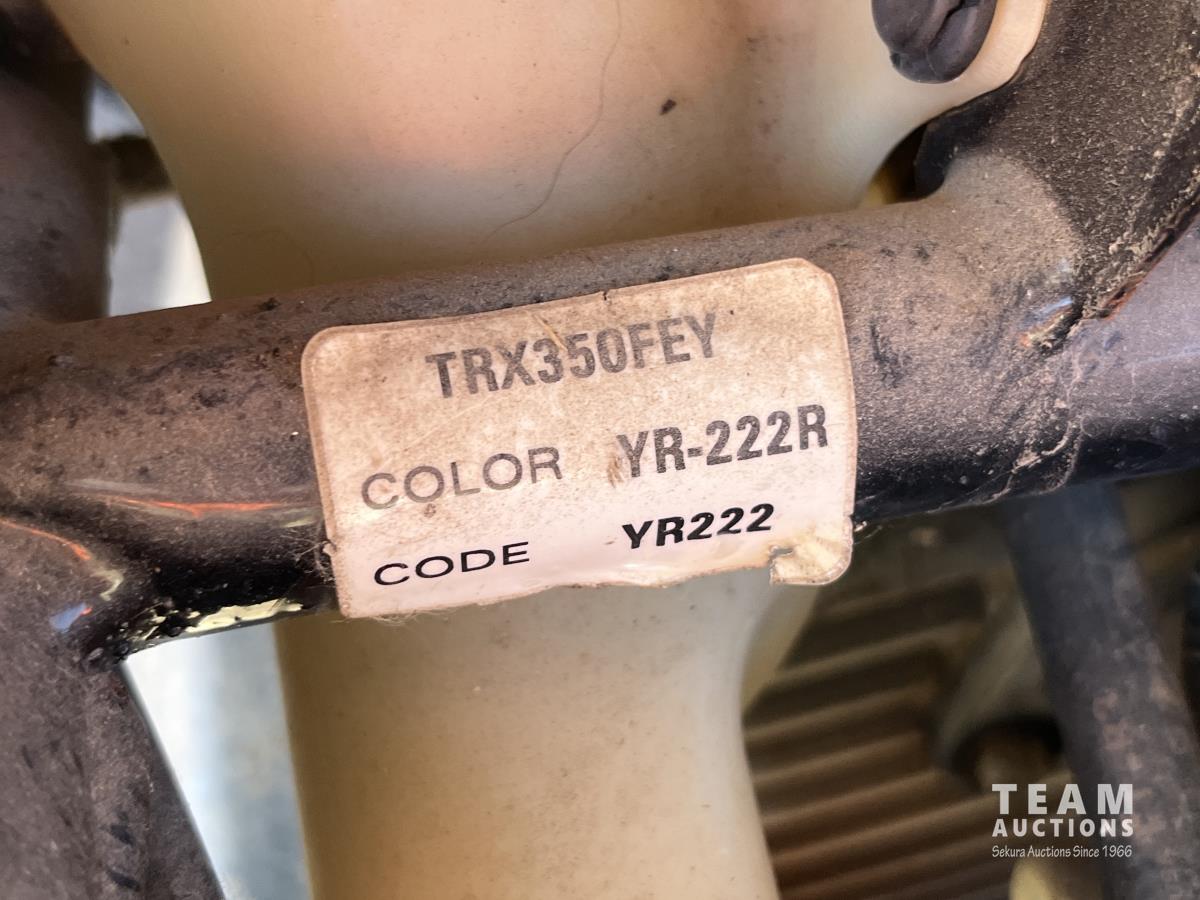 TRX350FEY
COLOR YR-222R
CODE YR222
TEAM
AUCTIONS
Sekura Auctions Since 1966